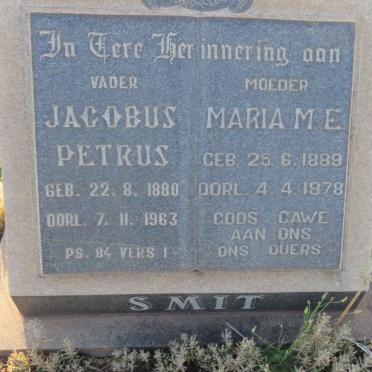 In Tere Herinnering aan
VADER
JACOBUS
PETRUS
GEB. 22. 8. 1880
OORL. 7. 11. 1963
PS. 84 VERS 1
MOEDER
MARIA M. E.
GEB. 25. 6. 1889
OORL. 4. 4. 1978
GODS GAWE
AAN ONS.
ONS OUERS.
SMIT